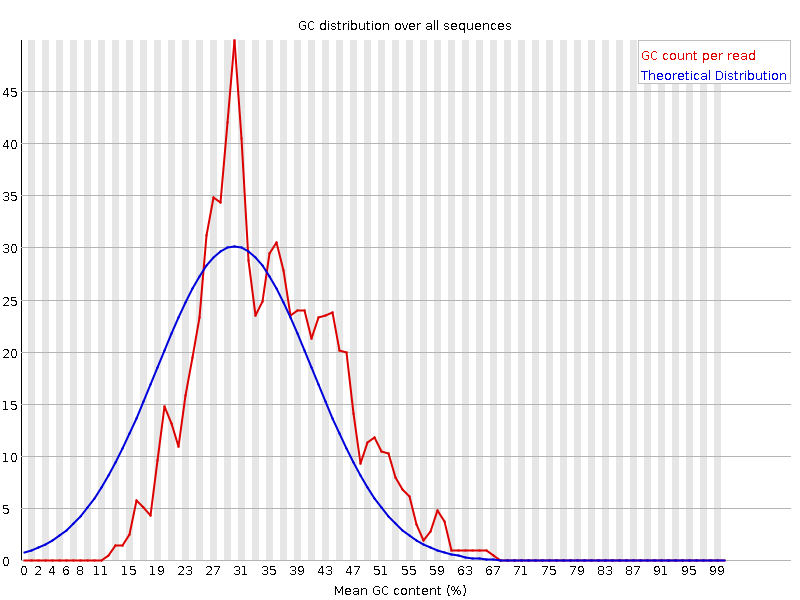 GC distribution over all sequences
GC count per read
Theoretical Distribution
45
40
35
30
25
20
15
10
5
0
0 2 4 6 8 11 15 19 23 27 31 35 39 43 47 51 55 59 63 67 71 75 79 83 87 91 95 99
Mean GC content (%)